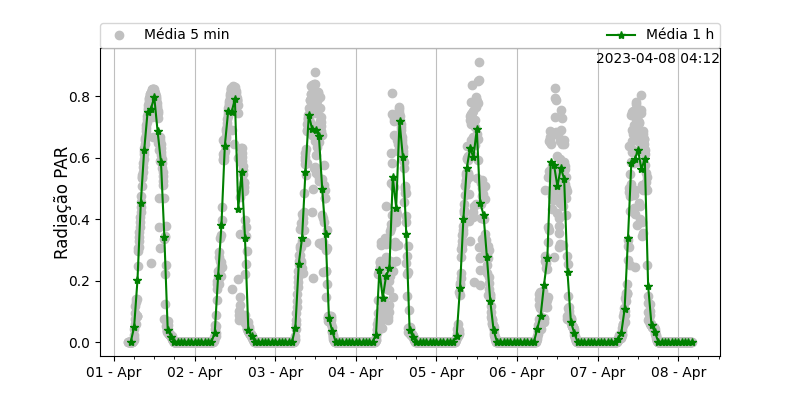 Média 5 min
Média 1 h
2023-04-08 04:12
Radiação PAR
0.8
0.6
0.4
0.2
0.0
01 - Apr
02 - Apr
03 - Apr
04 - Apr
05 - Apr
06 - Apr
07 - Apr
08 - Apr